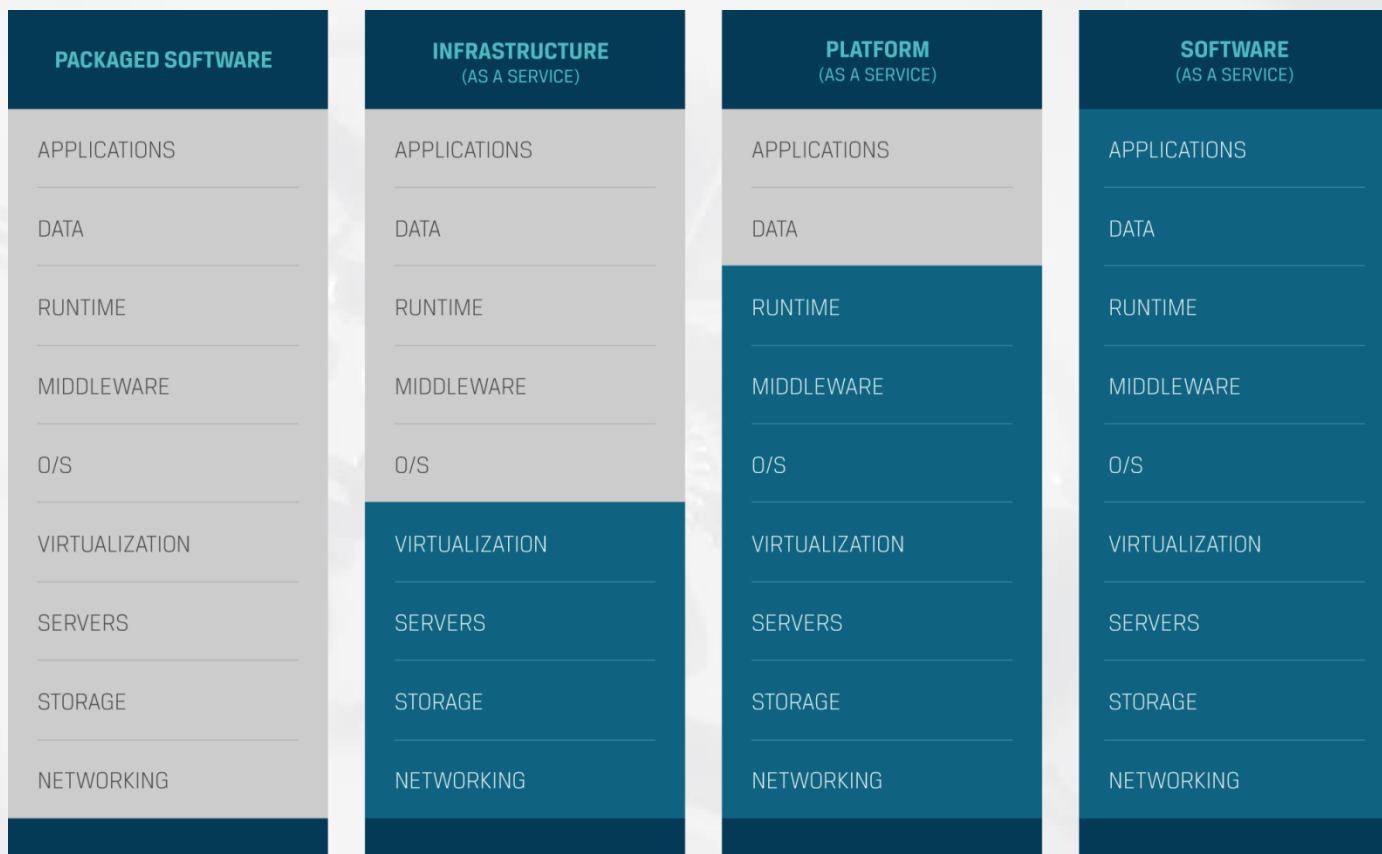 PACKAGED SOFTWARE
APPLICATIONS
DATA
RUNTIME
MIDDLEWARE
O/S
VIRTUALIZATION
SERVERS
STORAGE
NETWORKING
INFRASTRUCTURE
(AS A SERVICE)
APPLICATIONS
DATA
RUNTIME
MIDDLEWARE
O/S
VIRTUALIZATION
SERVERS
STORAGE
NETWORKING
PLATFORM
(AS A SERVICE)
APPLICATIONS
DATA
RUNTIME
MIDDLEWARE
O/S
VIRTUALIZATION
SERVERS
STORAGE
NETWORKING
SOFTWARE
(AS A SERVICE)
APPLICATIONS
DATA
RUNTIME
MIDDLEWARE
O/S
VIRTUALIZATION
SERVERS
STORAGE
NETWORKING